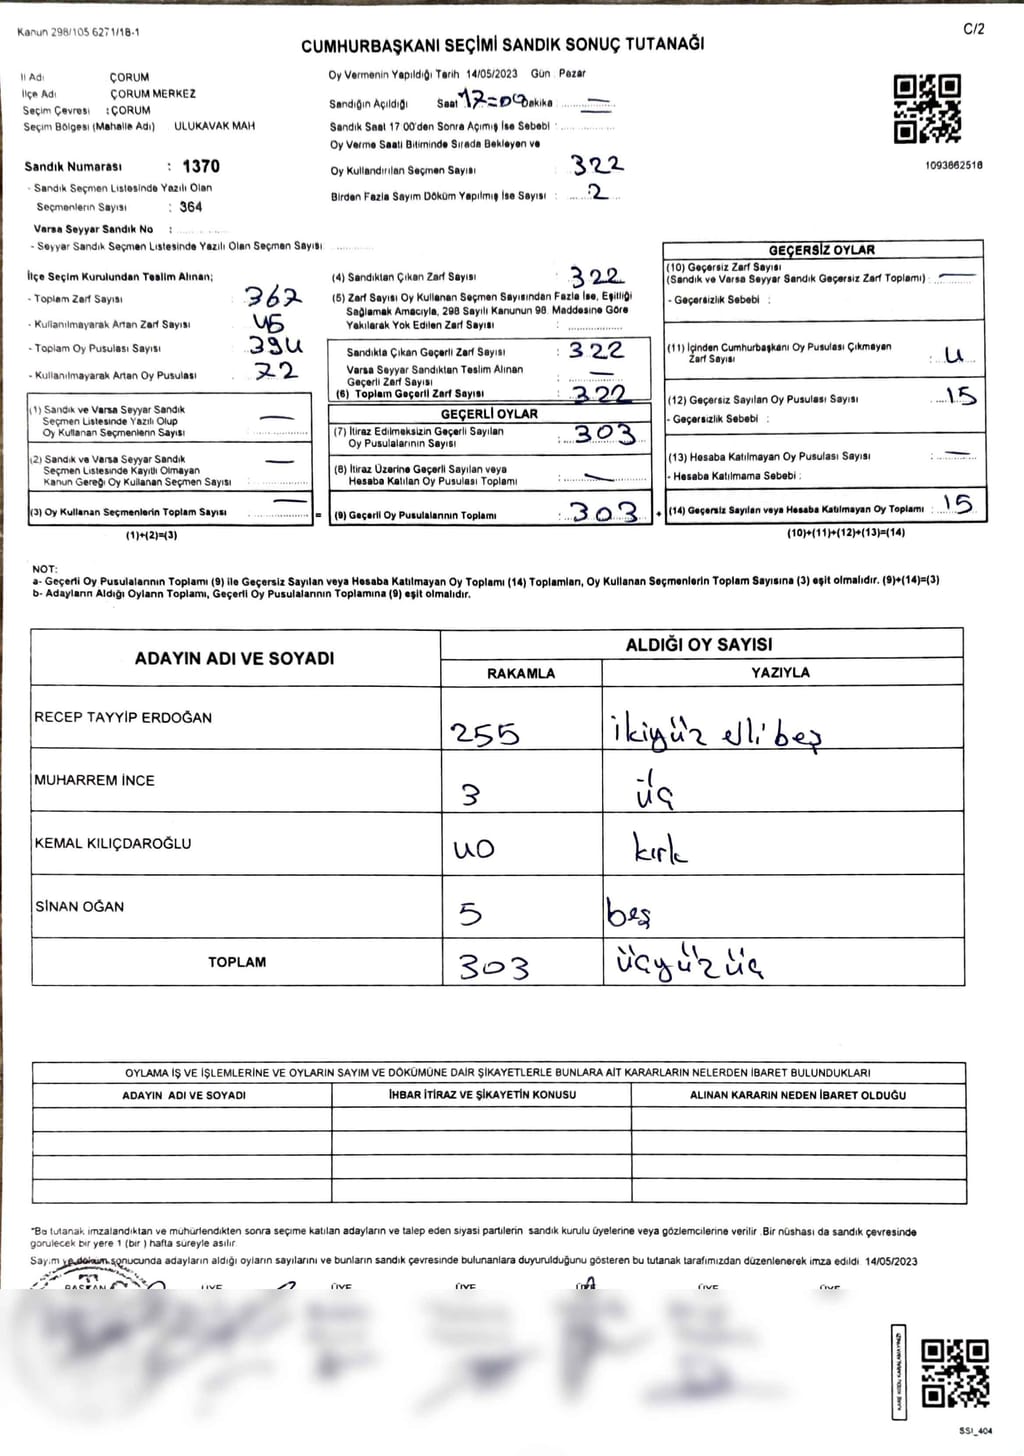 Kanun 298/105 6271/18-1
C/2
CUMHURBAŞKANI SEÇİMİ SANDIK SONUÇ TUTANAĞI
İl Adı ÇORUM
İlçe Adı ÇORUM MERKEZ
Seçim Çevresi : ÇORUM
Seçim Bölgesi (Mahalle Adı) ULUKAVAK MAH
Sandık Numarası : 1370
- Sandık Seçmen Listesinde Yazılı Olan
Seçmenlerin Sayısı : 364
Varsa Seyyar Sandık No :
- Seyyar Sandık Seçmen Listesinde Yazılı Olan Seçmen Sayısı
Oy Vermenin Yapıldığı Tarih 14/05/2023 Gün : Pazar
Sandığın Açıldığı Saat 17=00 Dakika —
Sandık Saat 17:00'den Sonra Açılmış İse Sebebi :
Oy Verme Saati Bitiminde Sırada Bekleyen ve
Oy Kullandırılan Seçmen Sayısı : 322
Birden Fazla Sayım Döküm Yapılmış İse Sayısı : 2
1093662516
İlçe Seçim Kurulundan Teslim Alınan;
- Toplam Zarf Sayısı : 367
- Kullanılmayarak Artan Zarf Sayısı : 45
- Toplam Oy Pusulası Sayısı : 394
- Kullanılmayarak Artan Oy Pusulası : 72
(1) Sandık ve Varsa Seyyar Sandık
Seçmen Listesinde Yazılı Olup
Oy Kullanan Seçmenlerin Sayısı —
(2) Sandık ve Varsa Seyyar Sandık
Seçmen Listesinde Kayıtlı Olmayan
Kanun Gereği Oy Kullanan Seçmen Sayısı : —
(3) Oy Kullanan Seçmenlerin Toplam Sayısı : —
(1)+(2)=(3)
(4) Sandıktan Çıkan Zarf Sayısı : 322
(5) Zarf Sayısı Oy Kullanan Seçmen Sayısından Fazla İse, Eşitliği
Sağlamak Amacıyla, 298 Sayılı Kanunun 98. Maddesine Göre
Yakılarak Yok Edilen Zarf Sayısı :
Sandıkta Çıkan Geçerli Zarf Sayısı : 322
Varsa Seyyar Sandıktan Teslim Alınan
Geçerli Zarf Sayısı : —
(6) Toplam Geçerli Zarf Sayısı : 322
GEÇERLİ OYLAR
(7) İtiraz Edilmeksizin Geçerli Sayılan
Oy Pusulalarının Sayısı : 303
(8) İtiraz Üzerine Geçerli Sayılan veya
Hesaba Katılan Oy Pusulası Toplamı : —
= (9) Geçerli Oy Pusulalarının Toplamı : 303 +
GEÇERSİZ OYLAR
(10) Geçersiz Zarf Sayısı
(Sandık ve Varsa Seyyar Sandık Geçersiz Zarf Toplamı) : —
- Geçersizlik Sebebi :
(11) İçinden Cumhurbaşkanı Oy Pusulası Çıkmayan
Zarf Sayısı : 4
(12) Geçersiz Sayılan Oy Pusulası Sayısı : 15
- Geçersizlik Sebebi :
(13) Hesaba Katılmayan Oy Pusulası Sayısı : —
- Hesaba Katılmama Sebebi :
(14) Geçersiz Sayılan veya Hesaba Katılmayan Oy Toplamı : 15
(10)+(11)+(12)+(13)=(14)
NOT:
a- Geçerli Oy Pusulalarının Toplamı (9) ile Geçersiz Sayılan veya Hesaba Katılmayan Oy Toplamı (14) Toplamları, Oy Kullanan Seçmenlerin Toplam Sayısına (3) eşit olmalıdır. (9)+(14)=(3)
b- Adayların Aldığı Oyların Toplamı, Geçerli Oy Pusulalarının Toplamına (9) eşit olmalıdır.
ADAYIN ADI VE SOYADI ALDIĞI OY SAYISI
RAKAMLA YAZIYLA
RECEP TAYYİP ERDOĞAN 255 ikiyüz elli beş
MUHARREM İNCE 3 üç
KEMAL KILIÇDAROĞLU 40 kırk
SİNAN OĞAN 5 beş
TOPLAM 303 üçyüz üç
OYLAMA İŞ VE İŞLEMLERİNE VE OYLARIN SAYIM VE DÖKÜMÜNE DAİR ŞİKAYETLERLE BUNLARA AİT KARARLARIN NELERDEN İBARET BULUNDUKLARI
ADAYIN ADI VE SOYADI İHBAR İTİRAZ VE ŞİKAYETİN KONUSU ALINAN KARARIN NEDEN İBARET OLDUĞU
*Bu tutanak imzalandıktan ve mühürlendikten sonra seçime katılan adayların ve talep eden siyasi partilerin sandık kurulu üyelerine veya gözlemcilerine verilir. Bir nüshası da sandık çevresinde
görülecek bir yere 1 (bir) hafta süreyle asılır.
Sayım ve döküm sonucunda adayların aldığı oyların sayılarını ve bunların sandık çevresinde bulunanlara duyurulduğunu gösteren bu tutanak tarafımızdan düzenlenerek imza edildi. 14/05/2023
BAŞKAN ÜYE ÜYE ÜYE ÜYE ÜYE ÜYE
KARE KODU KARALAMAYINIZ!
SSI_404